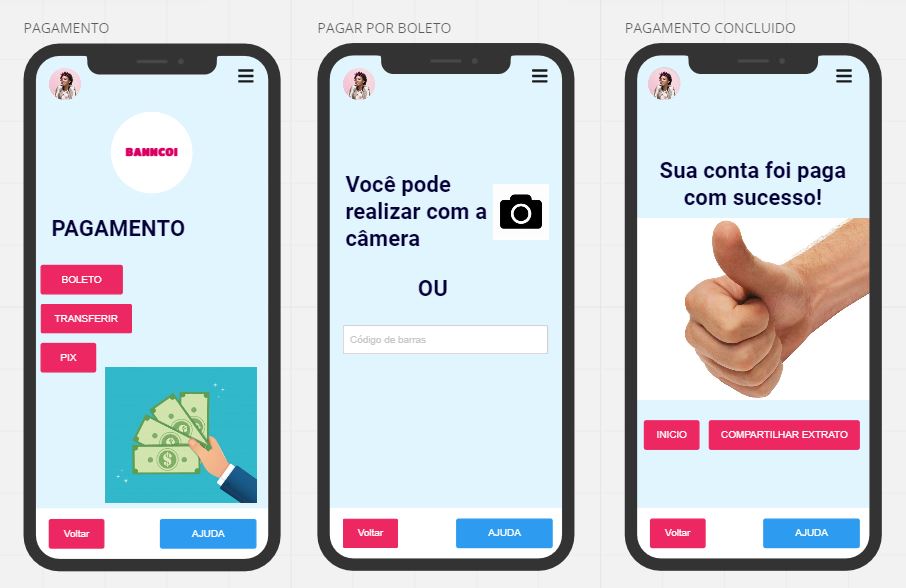 PAGAMENTO
BANNCOI
PAGAMENTO
BOLETO
TRANSFERIR
PIX
$
Voltar
AJUDA
PAGAR POR BOLETO
Você pode
realizar com a
câmera
OU
Código de barras
Voltar
AJUDA
PAGAMENTO CONCLUIDO
Sua conta foi paga
com sucesso!
INICIO
COMPARTILHAR EXTRATO
Voltar
AJUDA